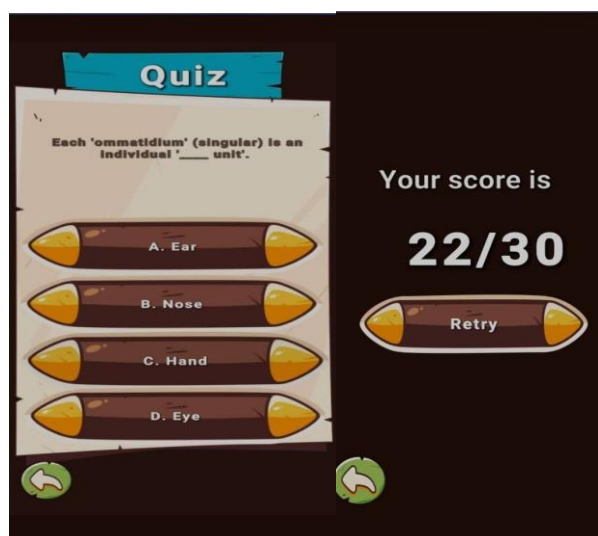 Quiz
Each 'ommatidium' (singular) is an
individual '____ unit'.
A. Ear
B. Nose
C. Hand
D. Eye
Your score is
22/30
Retry